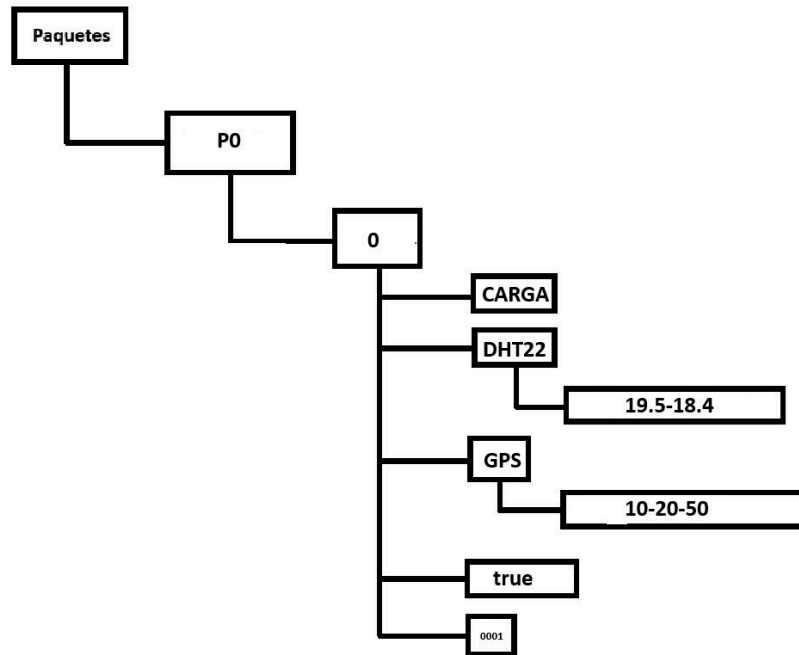 Paquetes
P0
0
CARGA
DHT22
19.5-18.4
GPS
10-20-50
true
0001